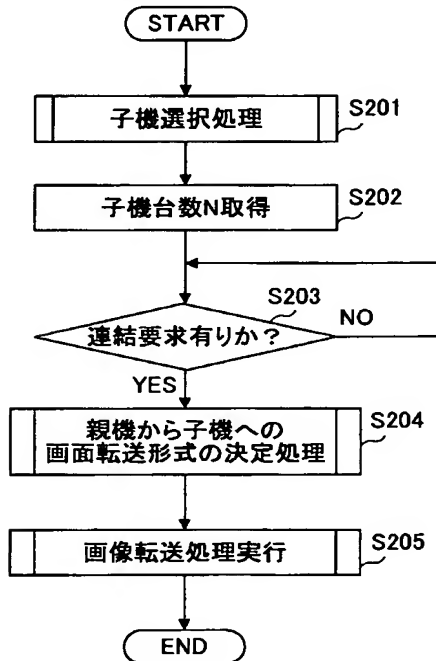 START
子機選択処理
S201
子機台数N取得
S202
S203
連結要求有りか？
NO
YES
親機から子機への
画面転送形式の決定処理
S204
画像転送処理実行
S205
END